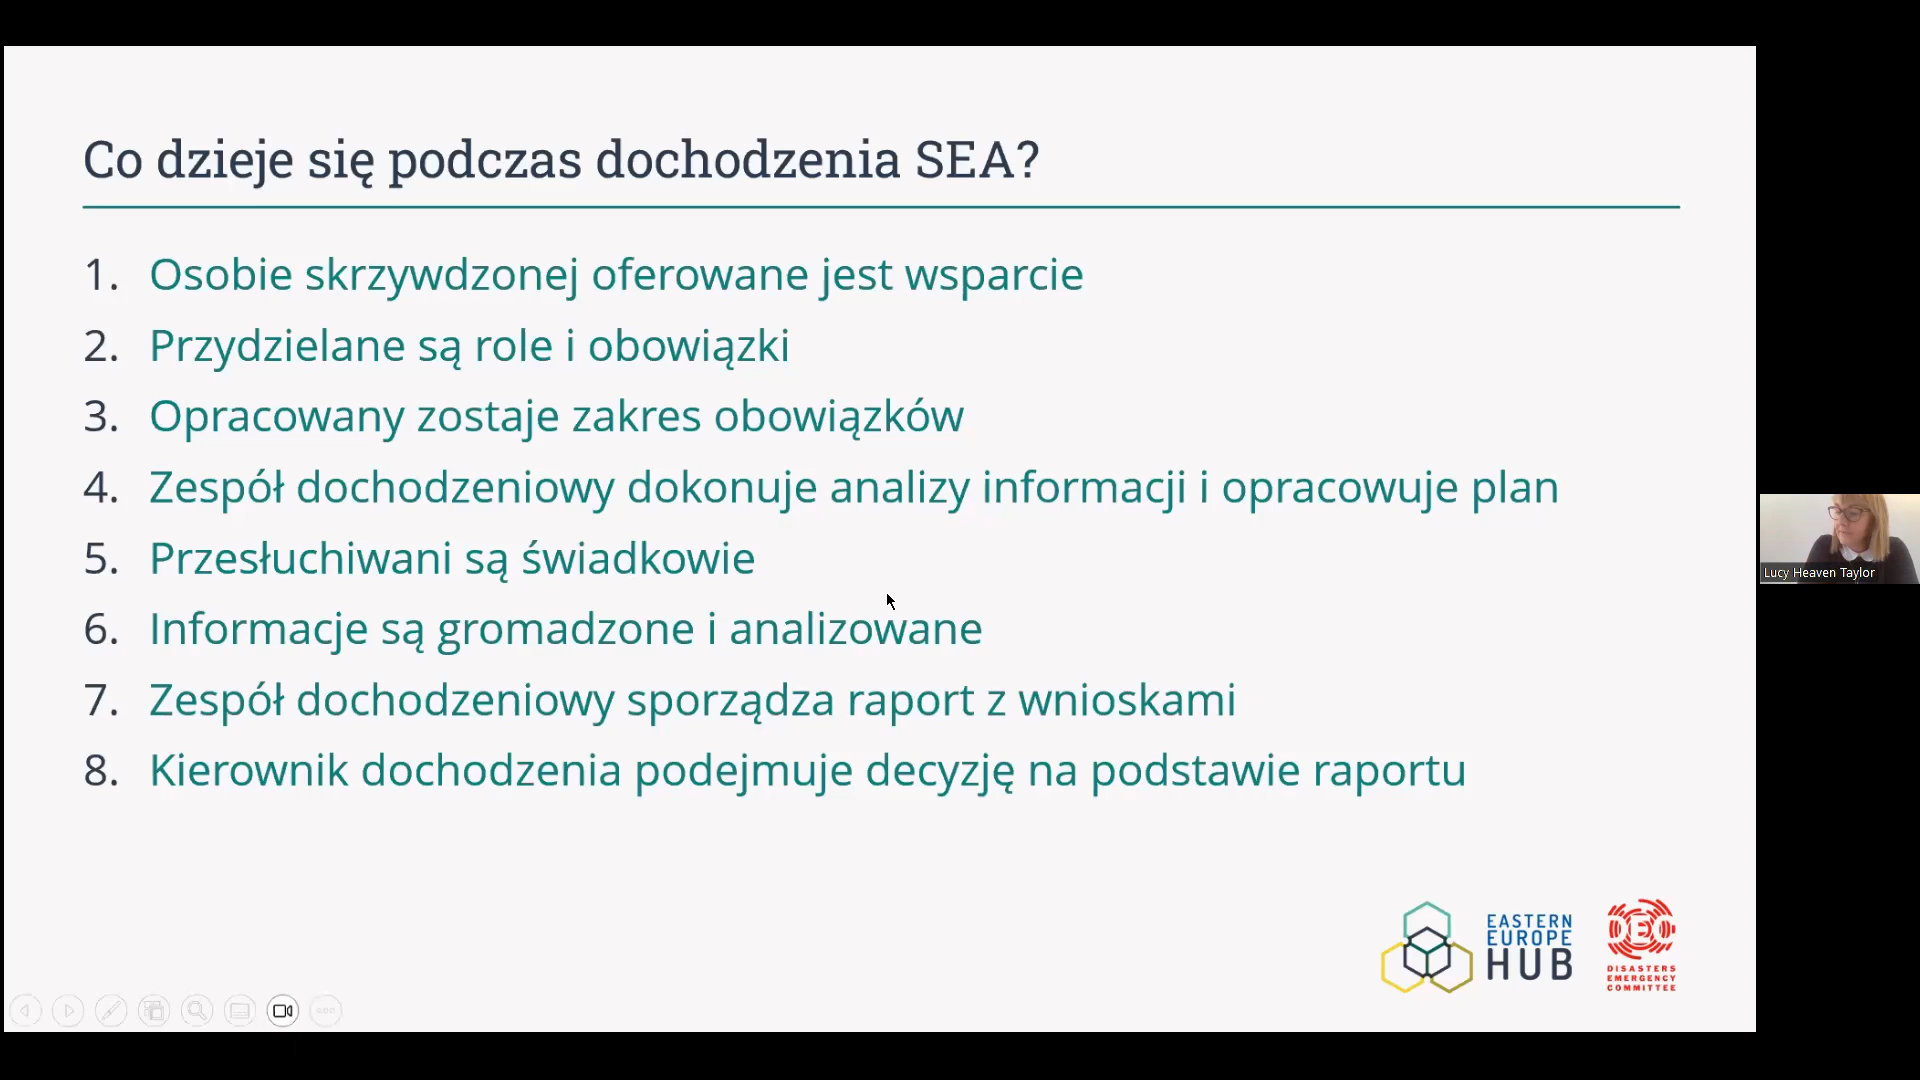 Co dzieje się podczas dochodzenia SEA?
1. Osobie skrzywdzonej oferowane jest wsparcie
2. Przydzielane są role i obowiązki
3. Opracowany zostaje zakres obowiązków
4. Zespół dochodzeniowy dokonuje analizy informacji i opracowuje plan
5. Przesłuchiwani są świadkowie
6. Informacje są gromadzone i analizowane
7. Zespół dochodzeniowy sporządza raport z wnioskami
8. Kierownik dochodzenia podejmuje decyzję na podstawie raportu
Lucy Heaven Taylor
EASTERN
EUROPE
HUB
DEC
DISASTERS
EMERGENCY
COMMITTEE